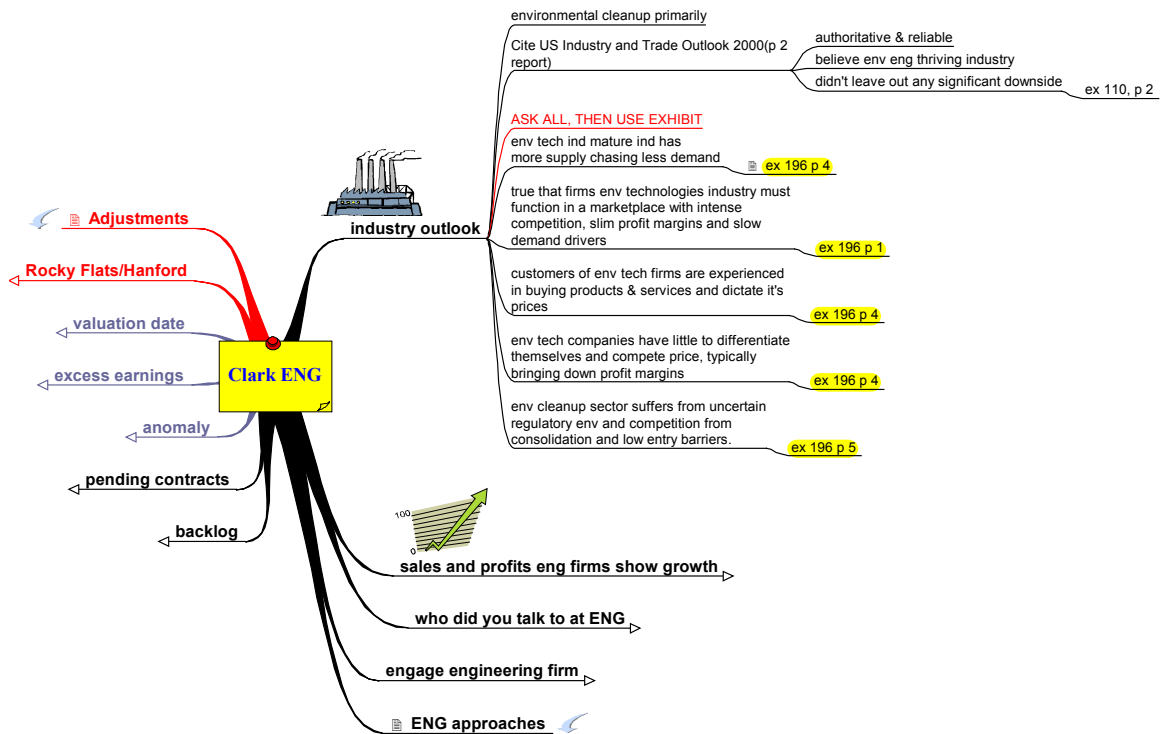 environmental cleanup primarily
Cite US Industry and Trade Outlook 2000(p 2
report)
authoritative & reliable
believe env eng thriving industry
didn't leave out any significant downside
ex 110, p 2
ASK ALL, THEN USE EXHIBIT
env tech ind mature ind has
more supply chasing less demand
ex 196 p 4
true that firms env technologies industry must
function in a marketplace with intense
competition, slim profit margins and slow
demand drivers
ex 196 p 1
customers of env tech firms are experienced
in buying products & services and dictate it's
prices
ex 196 p 4
env tech companies have little to differentiate
themselves and compete price, typically
bringing down profit margins
ex 196 p 4
env cleanup sector suffers from uncertain
regulatory env and competition from
consolidation and low entry barriers.
ex 196 p 5
industry outlook
Adjustments
Rocky Flats/Hanford
valuation date
excess earnings
anomaly
pending contracts
backlog
Clark ENG
100
0
sales and profits eng firms show growth
who did you talk to at ENG
engage engineering firm
ENG approaches